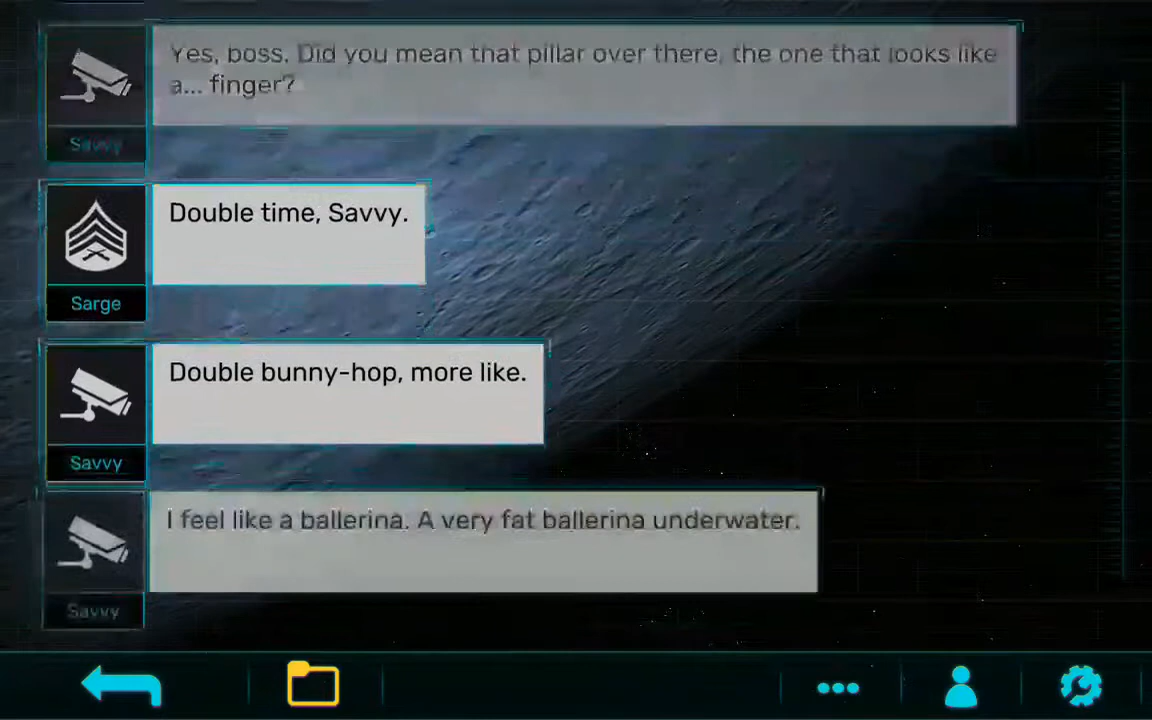 Yes, boss. Did you mean that pillar over there, the one that looks like
a... finger?
Savvy
Double time, Savvy.
Sarge
Double bunny-hop, more like.
Savvy
I feel like a ballerina. A very fat ballerina underwater.
Savvy